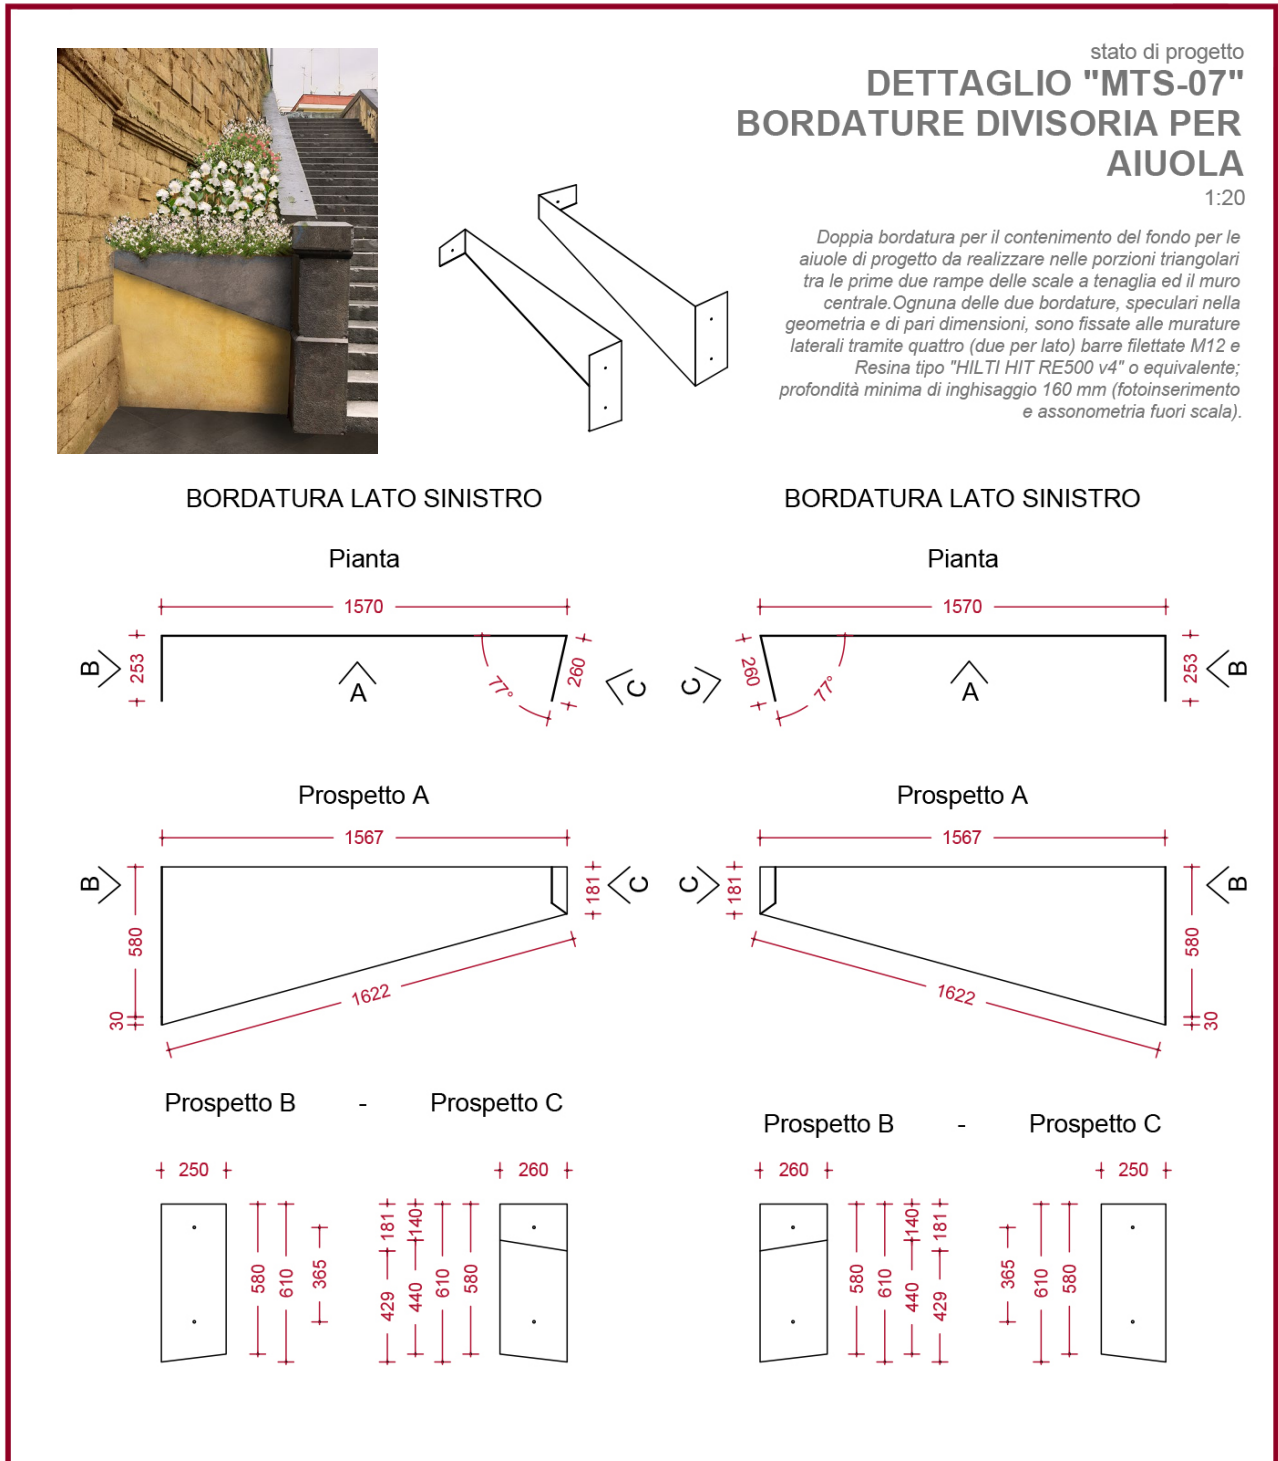 stato di progetto
DETTAGLIO "MTS-07"
BORDATURE DIVISORIA PER
AIUOLA
1:20
Doppia bordatura per il contenimento del fondo per le
aiuole di progetto da realizzare nelle porzioni triangolari
tra le prime due rampe delle scale a tenaglia ed il muro
centrale.Ognuna delle due bordature, speculari nella
geometria e di pari dimensioni, sono fissate alle murature
laterali tramite quattro (due per lato) barre filettate M12 e
Resina tipo "HILTI HIT RE500 v4" o equivalente;
profondità minima di inghisaggio 160 mm (fotoinserimento
e assonometria fuori scala).
BORDATURA LATO SINISTRO
Pianta
1570
B
253
A
77°
260
C
Prospetto A
1567
B
580
30
181
C
1622
Prospetto B - Prospetto C
250
580
610
365
260
181
140
429
440
610
580
BORDATURA LATO SINISTRO
Pianta
1570
C
260
77°
A
253
B
Prospetto A
1567
C
181
580
30
B
1622
Prospetto B - Prospetto C
260
580
610
140
181
440
429
250
365
610
580